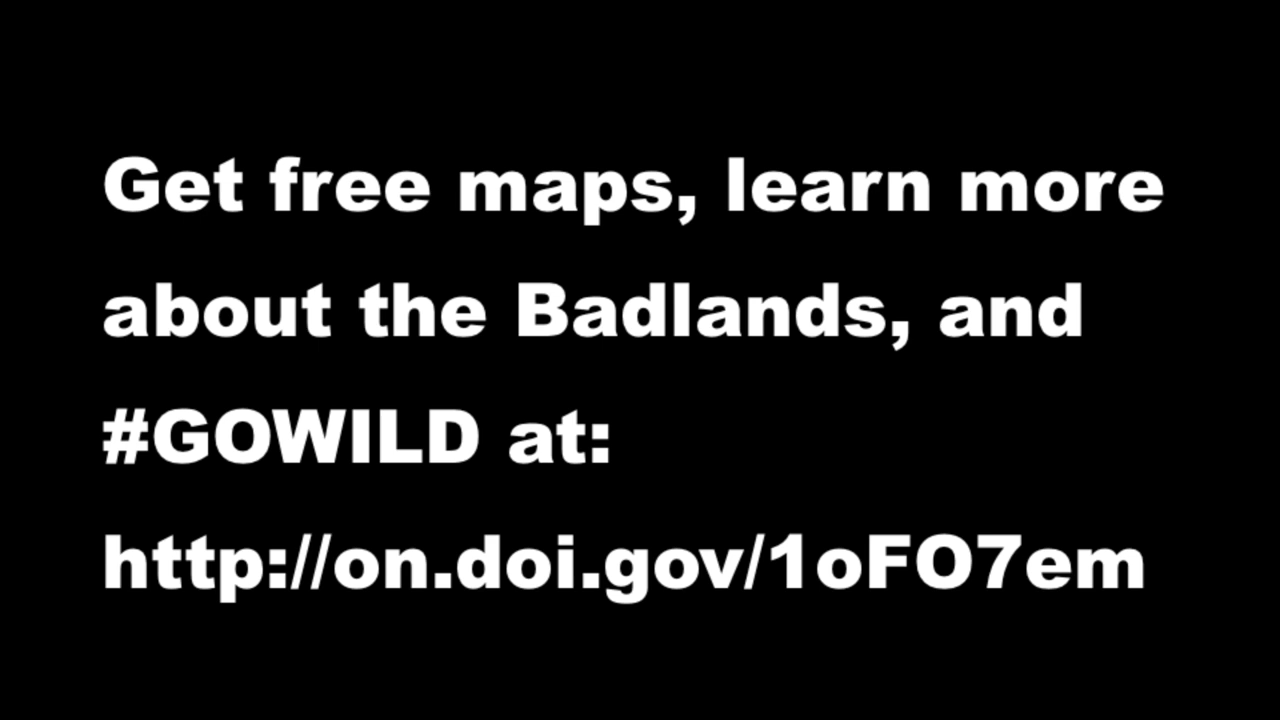 Get free maps, learn more
about the Badlands, and
#GOWILD at:
http://on.doi.gov/1oFO7em